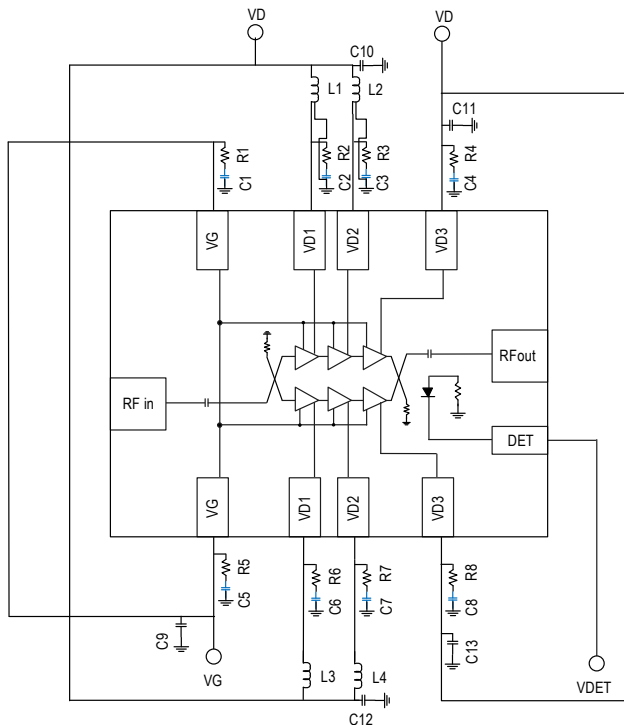 VD
VD
C10
L1
L2
C11
R1
C1
R2
C2
R3
C3
R4
C4
VG
VD1
VD2
VD3
RF in
RFout
DET
VG
VD1
VD2
VD3
R5
C5
R6
C6
R7
C7
R8
C8
C9
C13
VG
L3
L4
C12
VDET